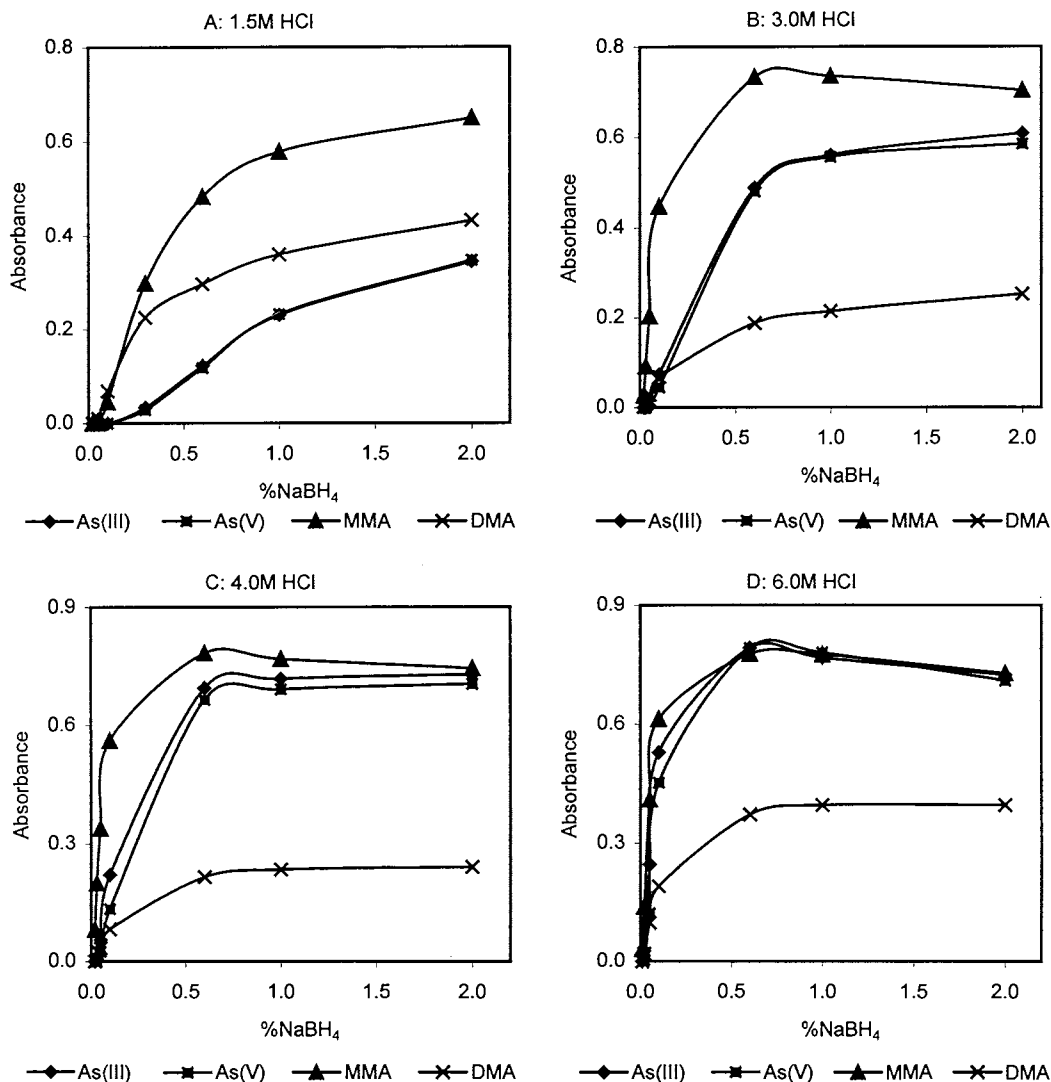 A: 1.5M HCl
0.8
0.6
0.4
0.2
0.0
Absorbance
0.0 0.5 1.0 1.5 2.0
%NaBH₄
As(III) As(V) MMA DMA
B: 3.0M HCl
0.8
0.6
0.4
0.2
0.0
Absorbance
0.0 0.5 1.0 1.5 2.0
%NaBH₄
As(III) As(V) MMA DMA
C: 4.0M HCl
0.9
0.6
0.3
0.0
Absorbance
0.0 0.5 1.0 1.5 2.0
%NaBH₄
As(III) As(V) MMA DMA
D: 6.0M HCl
0.9
0.6
0.3
0.0
Absorbance
0.0 0.5 1.0 1.5 2.0
%NaBH₄
As(III) As(V) MMA DMA